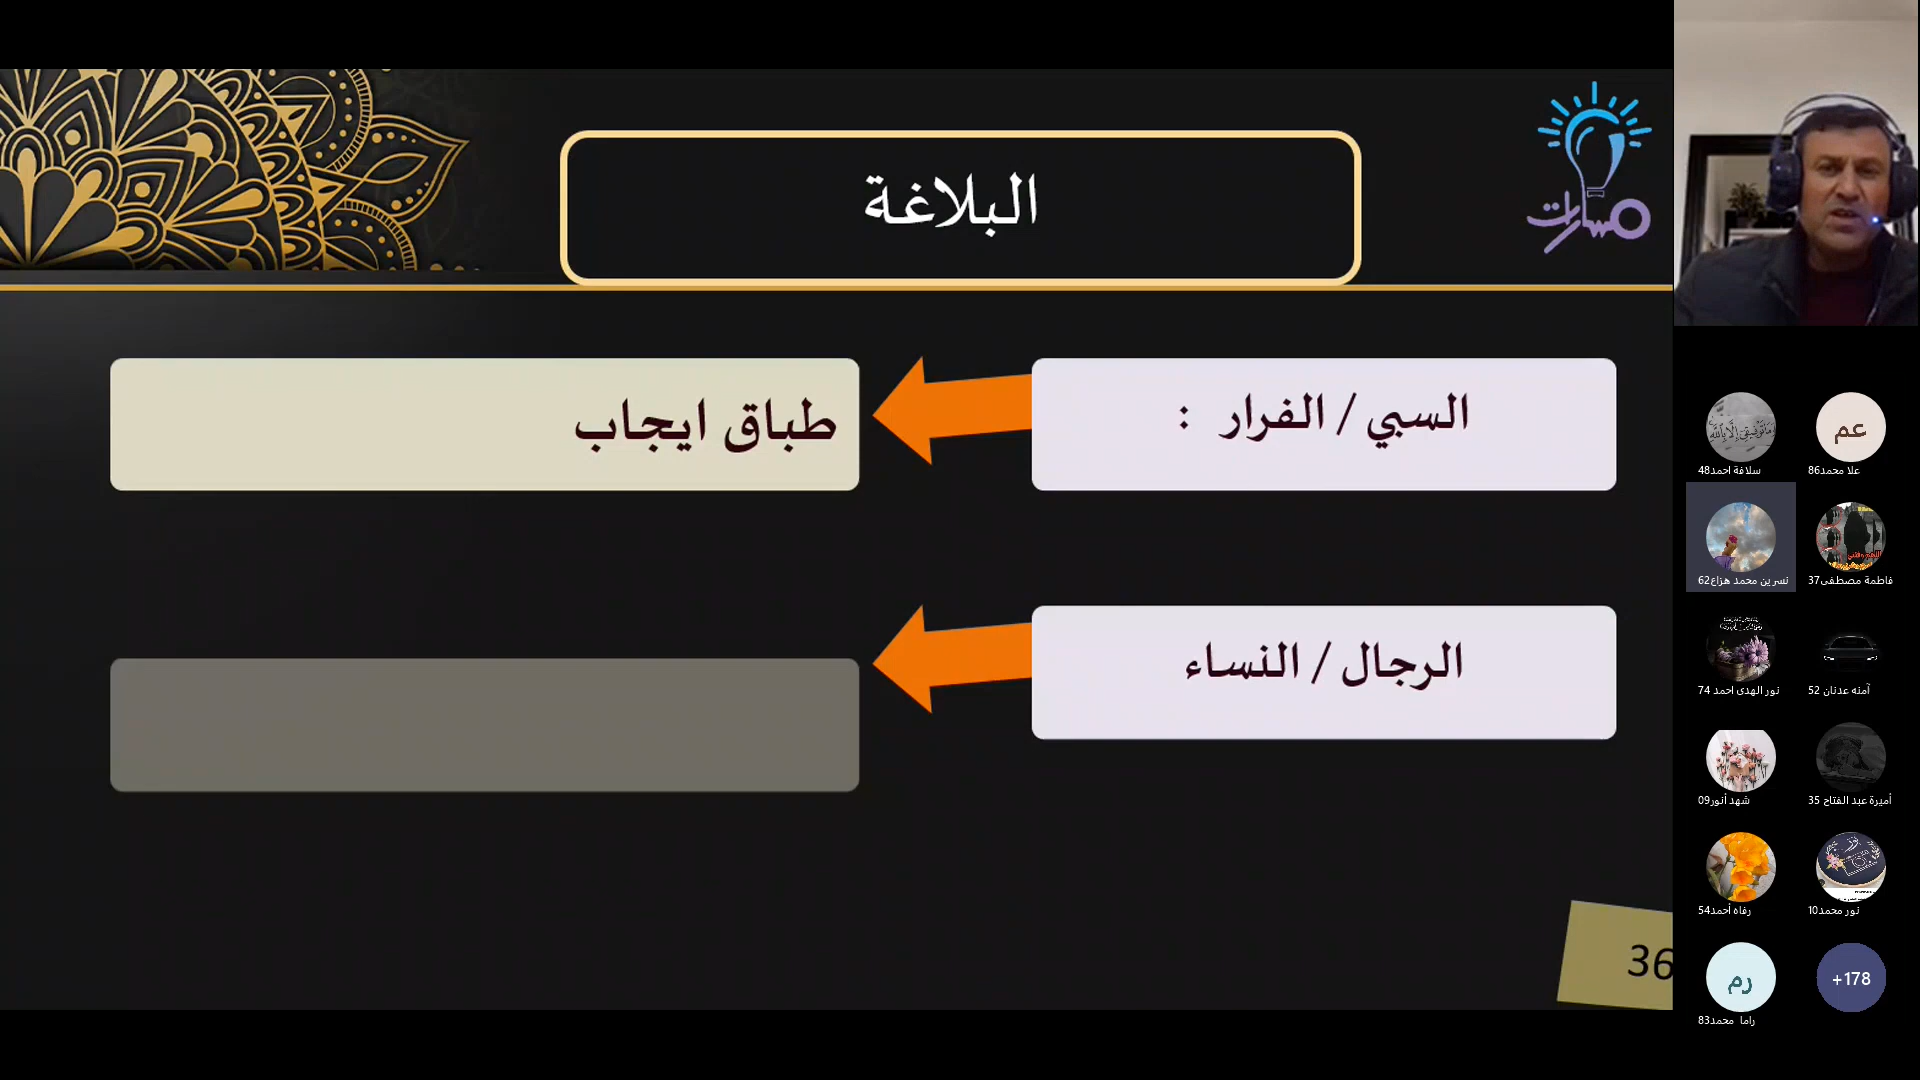 البلاغة
مسارات
السبي / الفرار :
طباق ايجاب
الرجال / النساء
36
عم
علا محمد86
سلافة احمد48
وَمَا تَوْفِيقِي إِلَّا بِاللَّهِ
فاطمة مصطفى37
نسرين محمد هزاع62
آمنه عدنان 52
نور الهدى احمد 74
أميرة عبد الفتاح 35
شهد أنور09
نور محمد10
رفاه أحمد54
+178
رم
راما محمد83